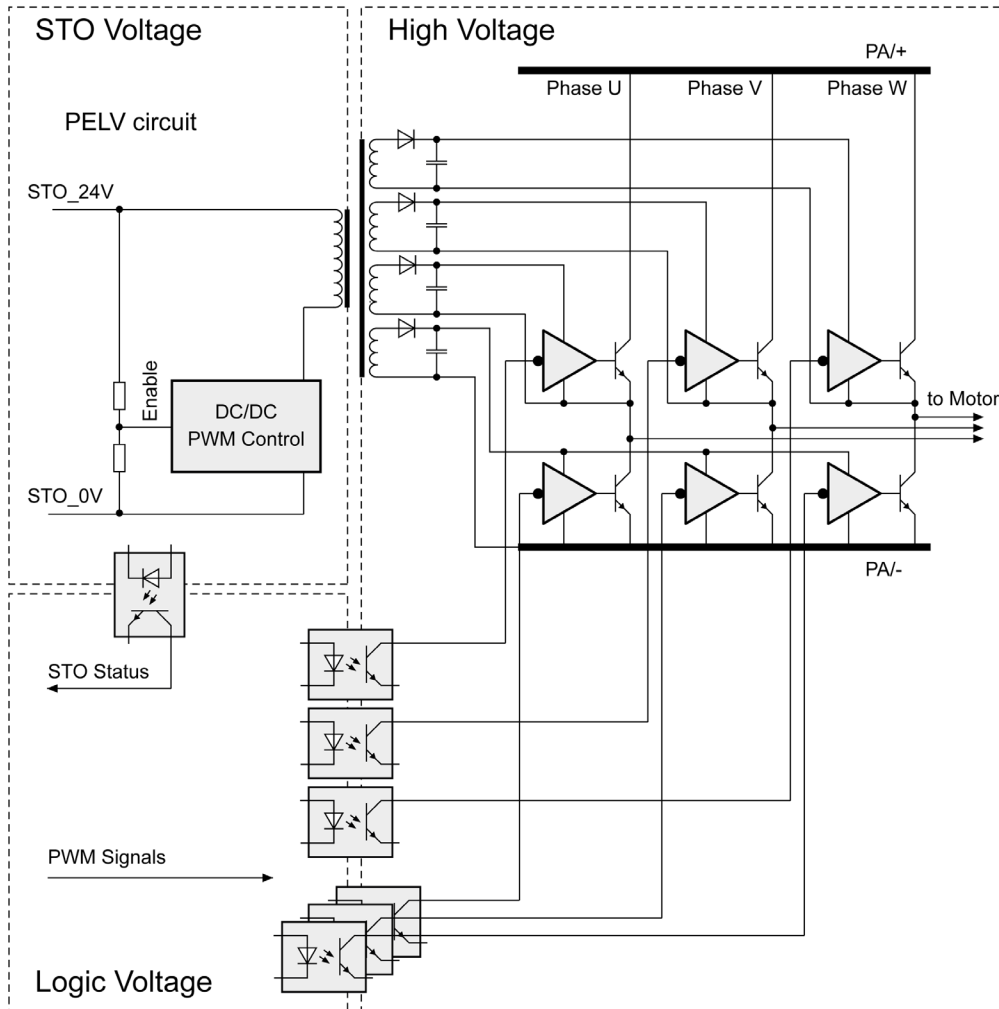 STO Voltage
High Voltage
PA/+
Phase U
Phase V
Phase W
PELV circuit
STO_24V
Enable
DC/DC
PWM Control
to Motor
STO_0V
PA/-
STO Status
PWM Signals
Logic Voltage